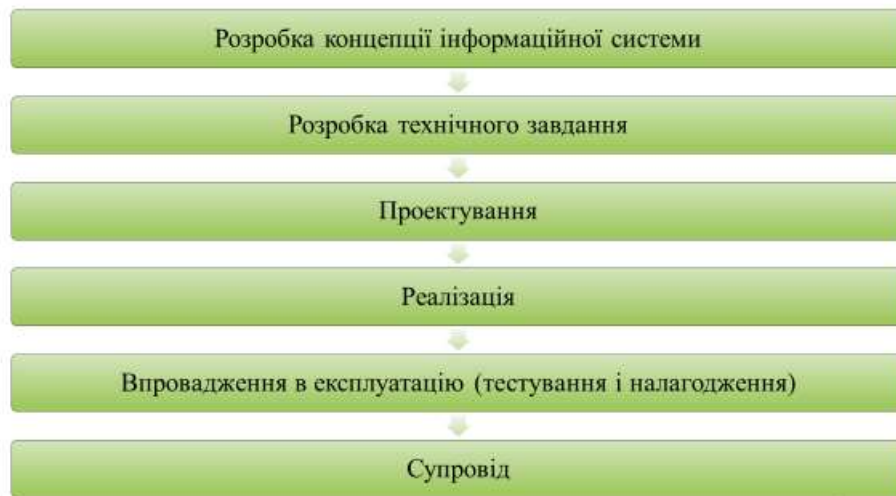 Розробка концепції інформаційної системи
Розробка технічного завдання
Проектування
Реалізація
Впровадження в експлуатацію (тестування і налагодження)
Супровід